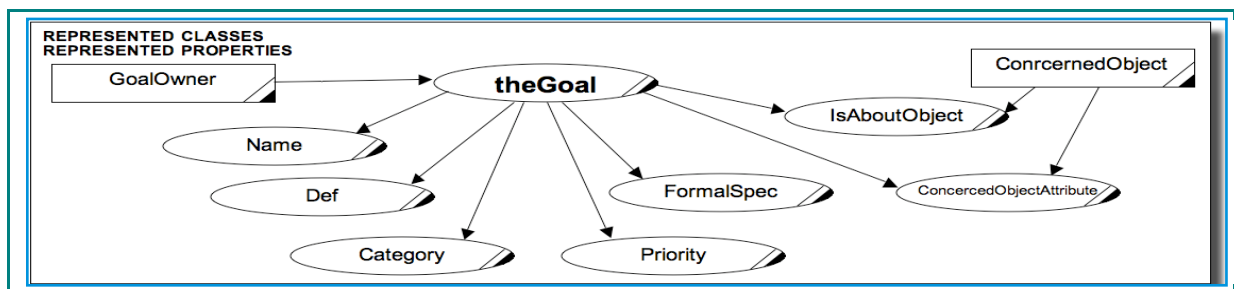 REPRESENTED CLASSES
REPRESENTED PROPERTIES
GoalOwner
theGoal
ConrcernedObject
IsAboutObject
Name
Def
FormalSpec
ConcercedObjectAttribute
Category
Priority